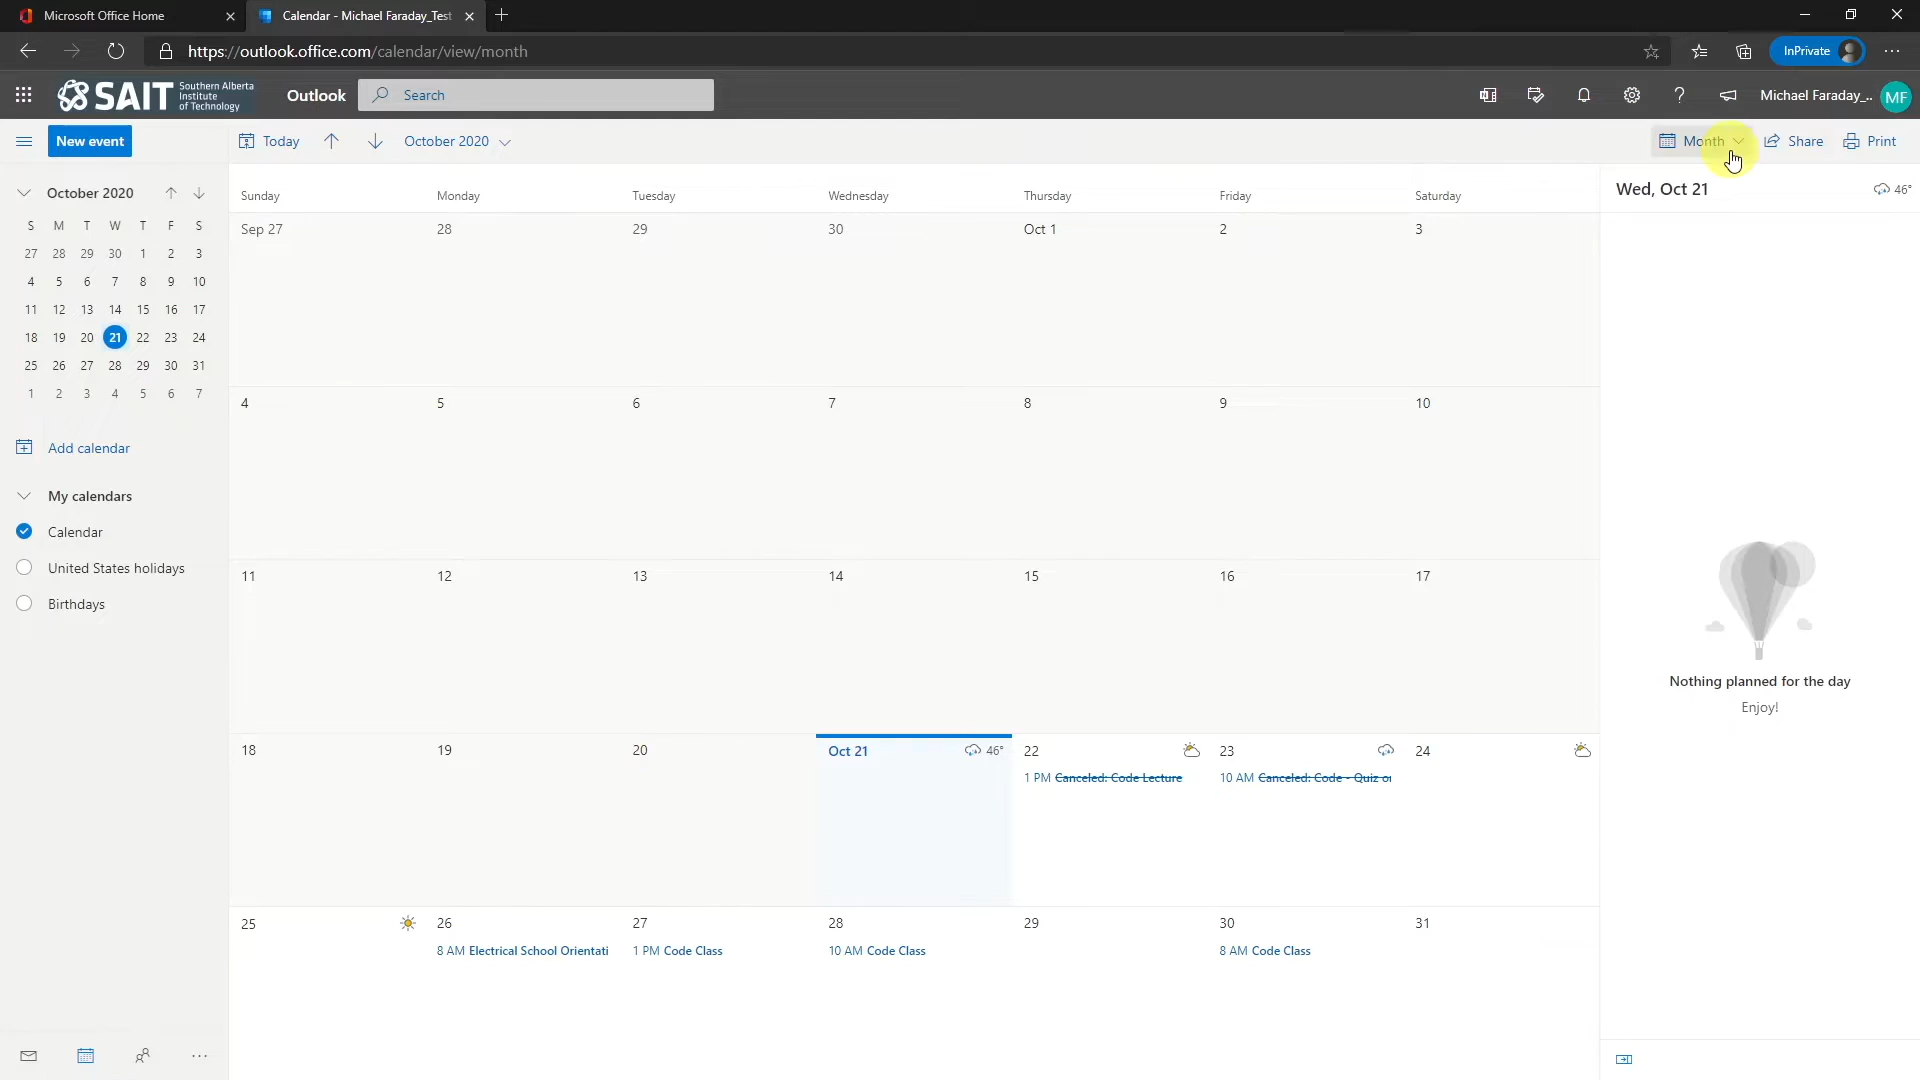 Microsoft Office Home
Calendar - Michael Faraday_Test
https://outlook.office.com/calendar/view/month
InPrivate
SAIT
Southern Alberta
Institute
of Technology
Outlook
Search
Michael Faraday_..
MF
New event
Today
October 2020
Month
Share
Print
October 2020
S M T W T F S
27 28 29 30 1 2 3
4 5 6 7 8 9 10
11 12 13 14 15 16 17
18 19 20 21 22 23 24
25 26 27 28 29 30 31
1 2 3 4 5 6 7
Add calendar
My calendars
Calendar
United States holidays
Birthdays
Sunday Monday Tuesday Wednesday Thursday Friday Saturday
Sep 27 28 29 30 Oct 1 2 3
4 5 6 7 8 9 10
11 12 13 14 15 16 17
18 19 20 Oct 21 46° 22 23 24
1 PM Canceled: Code Lecture 10 AM Canceled: Code - Quiz o
25 26 27 28 29 30 31
8 AM Electrical School Orientati 1 PM Code Class 10 AM Code Class 8 AM Code Class
Wed, Oct 21 46°
Nothing planned for the day
Enjoy!